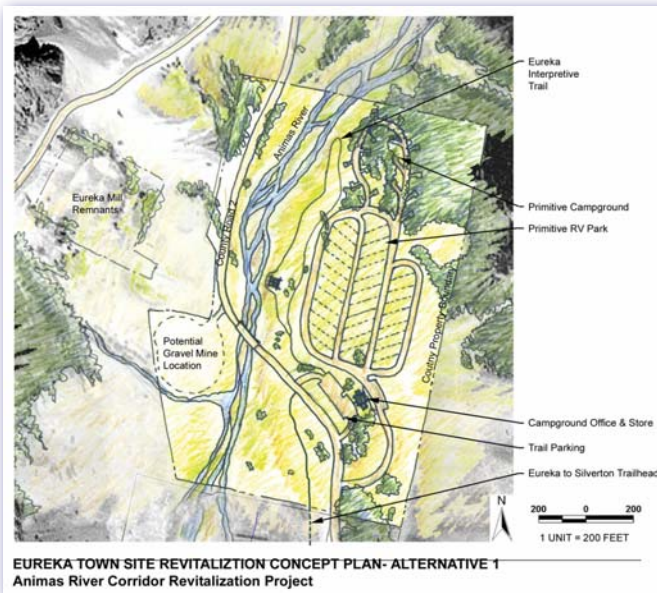 Eureka
Interpretive
Trail
Animas River
Eureka Mill
Remnants
County Road 2
Primitive Campground
Primitive RV Park
Coutny Property Boundary
Potential
Gravel Mine
Location
Campground Office & Store
Trail Parking
Eureka to Silverton Trailhead
N
200 0 200
1 UNIT = 200 FEET
EUREKA TOWN SITE REVITALIZTION CONCEPT PLAN- ALTERNATIVE 1
Animas River Corridor Revitalization Project